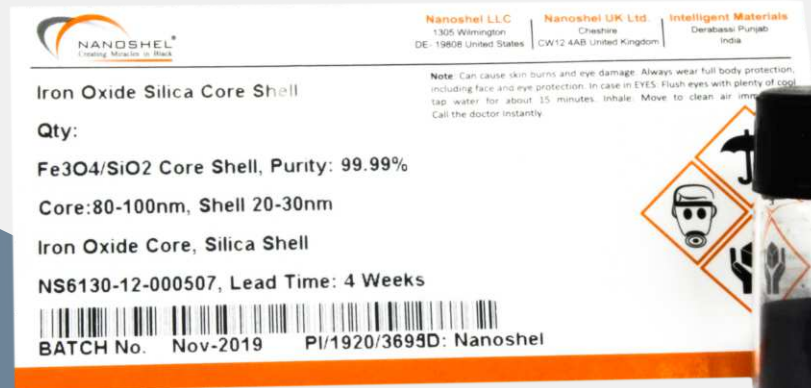 NANOSHEL
Creating Miracles in Black
Nanoshel LLC
1305 Wilmington
DE- 19808 United States
Nanoshel UK Ltd.
Cheshire
CW12 4AB United Kingdom
Intelligent Materials
Derabassi Punjab
India
Note: Can cause skin burns and eye damage. Always wear full body protection,
including face and eye protection. In case in EYES: Flush eyes with plenty of cool
tap water for about 15 minutes. Inhale: Move to clean air
Call the doctor Instantly
Iron Oxide Silica Core Shell
Qty:
Fe3O4/SiO2 Core Shell, Purity: 99.99%
Core:80-100nm, Shell 20-30nm
Iron Oxide Core, Silica Shell
NS6130-12-000507, Lead Time: 4 Weeks
BATCH No. Nov-2019 D: Nanoshel